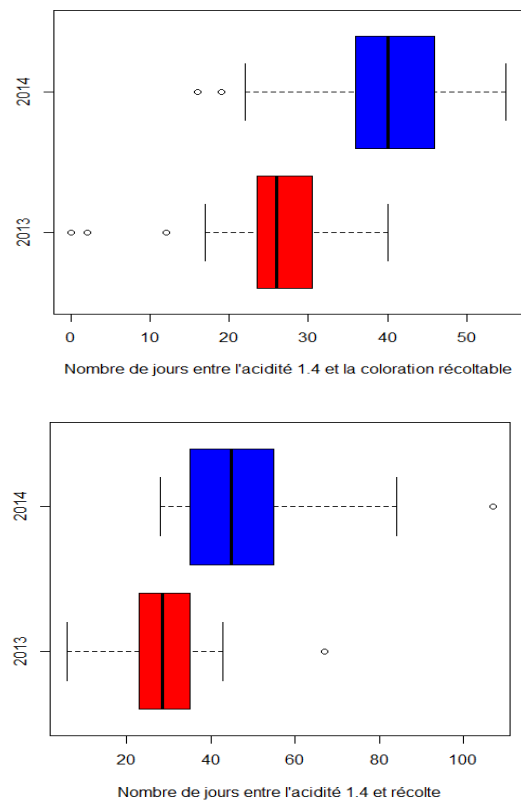 2014
2013
0 10 20 30 40 50
Nombre de jours entre l'acidité 1.4 et la coloration récoltable
2014
2013
20 40 60 80 100
Nombre de jours entre l'acidité 1.4 et récolte